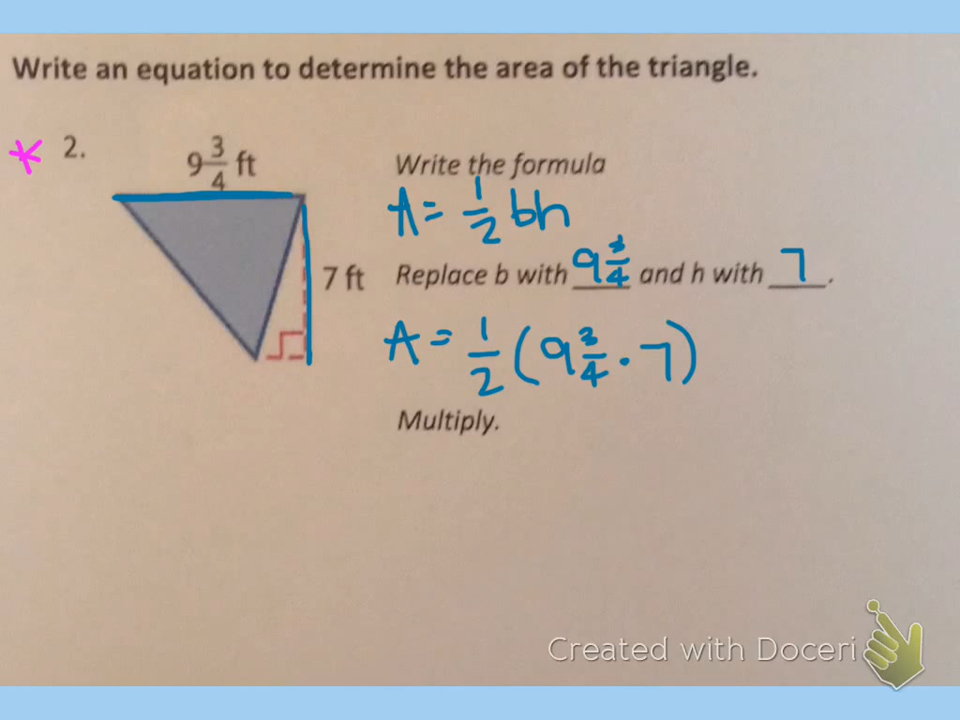 Write an equation to determine the area of the triangle.
* 2.
9 3/4 ft
Write the formula
A = 1/2 bh
7 ft
Replace b with 9 3/4 and h with 7.
A = 1/2 (9 3/4 · 7)
Multiply.
Created with Doceri